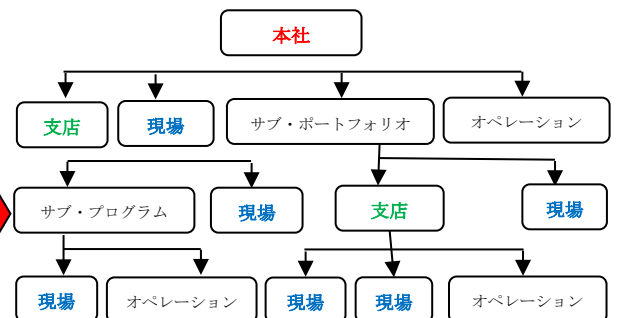 本社
支店
現場
サブ・ポートフォリオ
オペレーション
サブ・プログラム
現場
支店
現場
現場
オペレーション
現場
現場
オペレーション